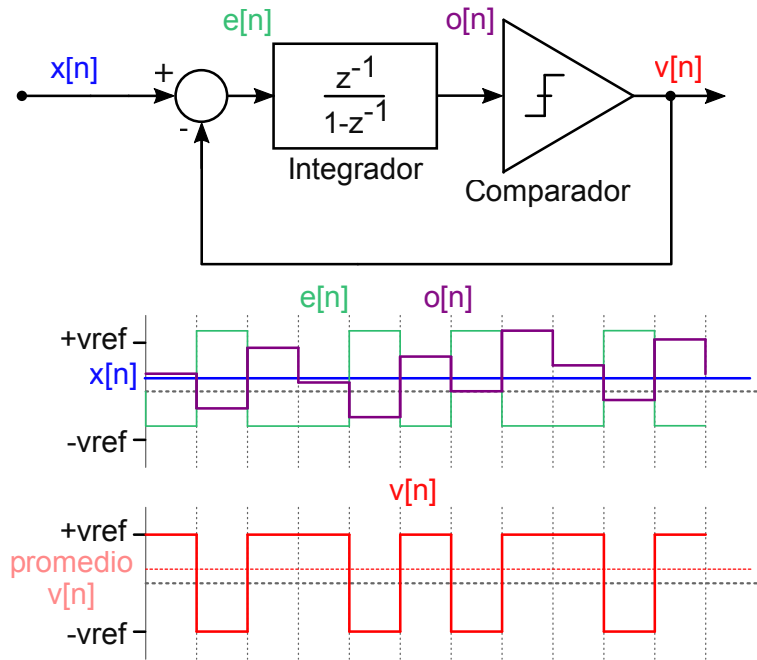 e[n]
o[n]
x[n]
+
z⁻¹
1-z⁻¹
v[n]
-
Integrador
Comparador
e[n]
o[n]
+vref
x[n]
-vref
v[n]
+vref
promedio
v[n]
-vref